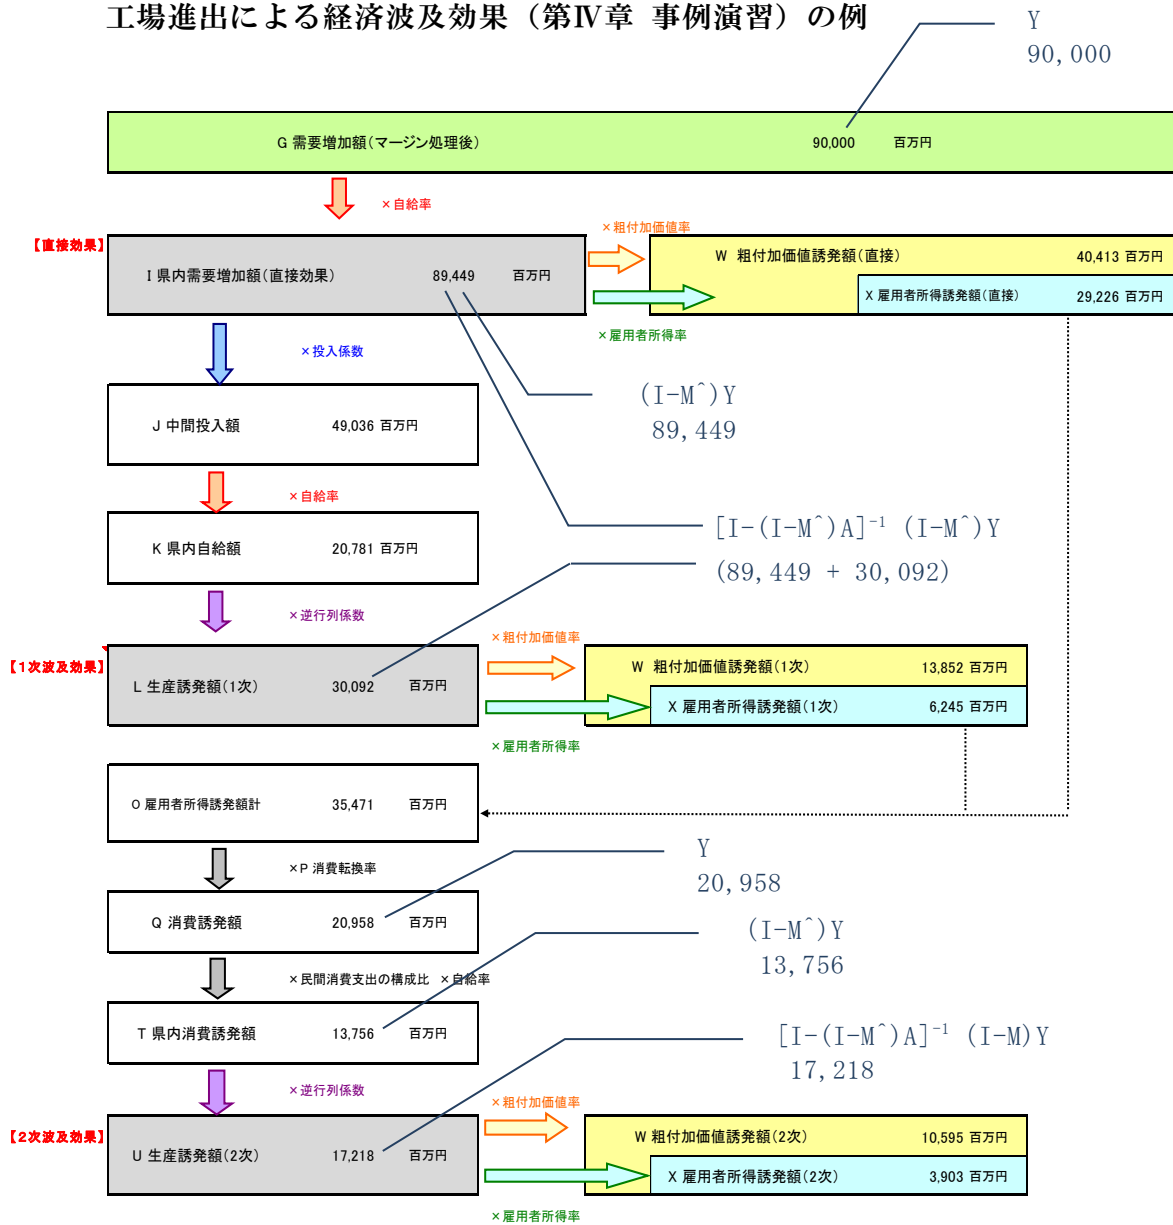 工場進出による経済波及効果（第Ⅳ章 事例演習）の例
Y
90,000
G 需要増加額（マージン処理後） 90,000 百万円
×自給率
【直接効果】
×粗付加価値率
I 県内需要増加額（直接効果） 89,449 百万円
W 粗付加価値誘発額（直接） 40,413 百万円
X 雇用者所得誘発額（直接） 29,226 百万円
×雇用者所得率
×投入係数
(I-M^)Y
89,449
J 中間投入額 49,036 百万円
×自給率
[I-(I-M^)A]⁻¹ (I-M^)Y
(89,449 + 30,092)
K 県内自給額 20,781 百万円
×逆行列係数
×粗付加価値率
【1次波及効果】
L 生産誘発額（1次） 30,092 百万円
W 粗付加価値誘発額（1次） 13,852 百万円
X 雇用者所得誘発額（1次） 6,245 百万円
×雇用者所得率
O 雇用者所得誘発額計 35,471 百万円
×P 消費転換率
Y
20,958
Q 消費誘発額 20,958 百万円
(I-M^)Y
13,756
×民間消費支出の構成比 ×自給率
T 県内消費誘発額 13,756 百万円
[I-(I-M^)A]⁻¹ (I-M)Y
17,218
×逆行列係数
×粗付加価値率
【2次波及効果】
U 生産誘発額（2次） 17,218 百万円
W 粗付加価値誘発額（2次） 10,595 百万円
X 雇用者所得誘発額（2次） 3,903 百万円
×雇用者所得率